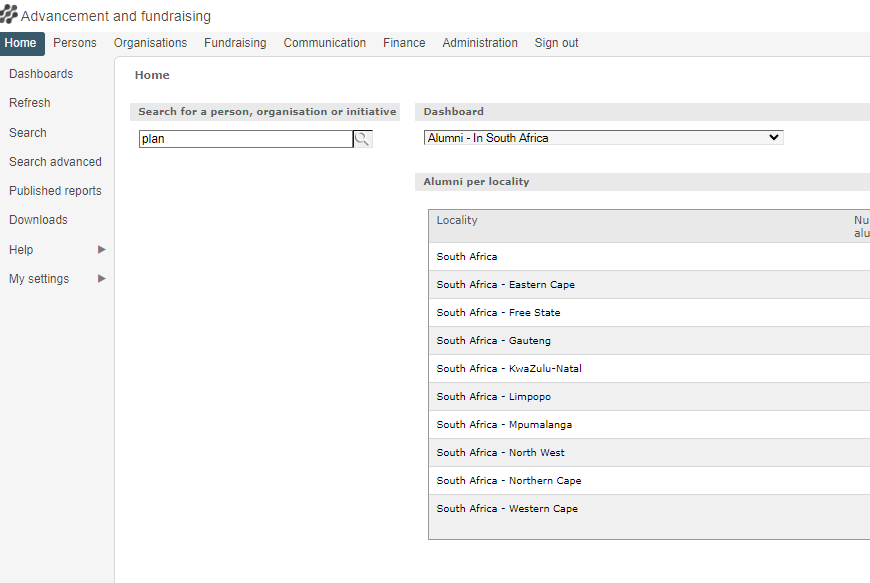 Advancement and fundraising
Home Persons Organisations Fundraising Communication Finance Administration Sign out
Dashboards
Refresh
Search
Search advanced
Published reports
Downloads
Help
My settings
Home
Search for a person, organisation or initiative
plan
Dashboard
Alumni - In South Africa
Alumni per locality
Locality
Nu
alu
South Africa
South Africa - Eastern Cape
South Africa - Free State
South Africa - Gauteng
South Africa - KwaZulu-Natal
South Africa - Limpopo
South Africa - Mpumalanga
South Africa - North West
South Africa - Northern Cape
South Africa - Western Cape